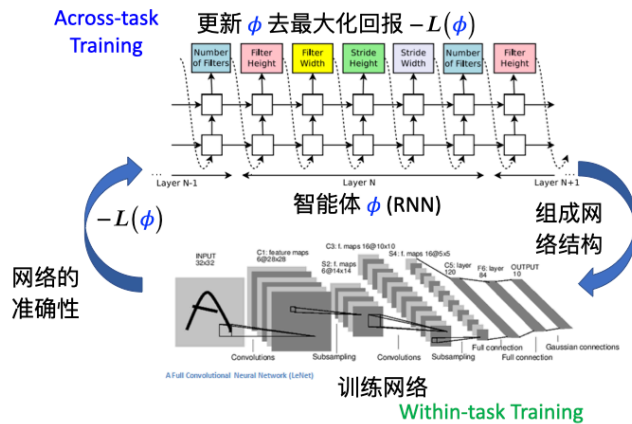 Across-task
Training
更新 ϕ 去最大化回报 −L(ϕ)
Number of Filters
Filter Height
Filter Width
Stride Height
Stride Width
Number of Filters
Filter Height
... Layer N-1
Layer N
Layer N+1 ...
智能体 ϕ (RNN)
−L(ϕ)
组成网
络结构
网络的
准确性
INPUT
32x32
C1: feature maps
6@28x28
S2: f. maps
6@14x14
C3: f. maps 16@10x10
S4: f. maps 16@5x5
C5: layer
120
F6: layer
84
OUTPUT
10
Convolutions
Subsampling
Convolutions
Subsampling
Full connection
Full connection
Gaussian connections
A Full Convolutional Neural Network (LeNet)
训练网络
Within-task Training